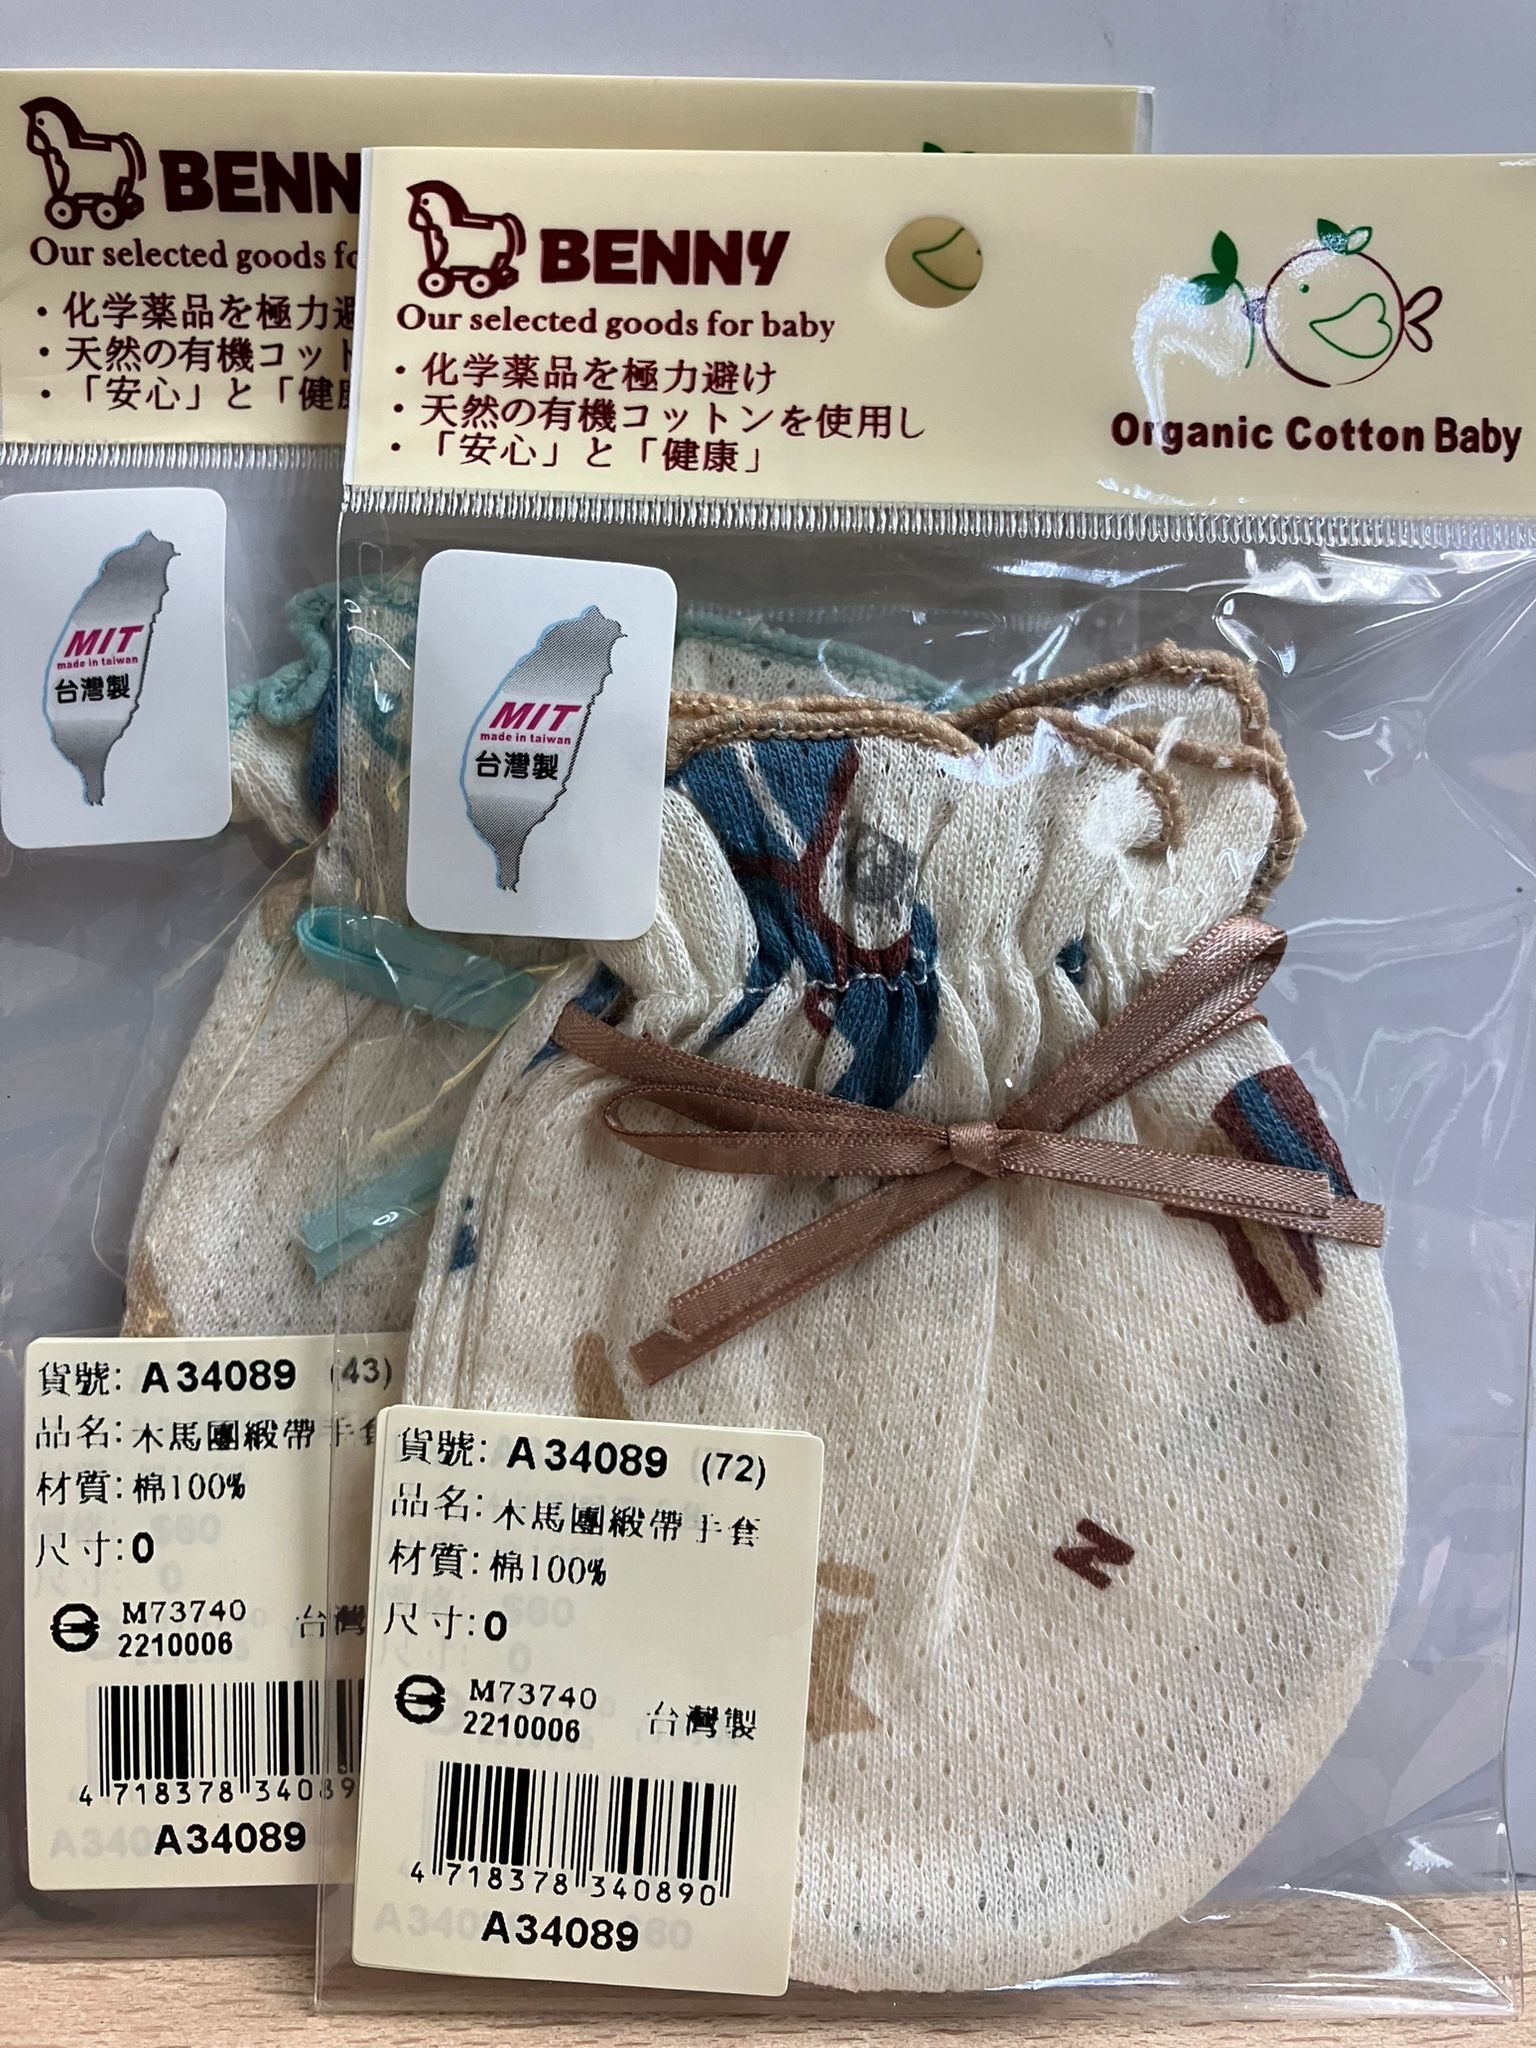 BENN
Our selected goods fo
・化学薬品を極力避
・天然の有機コット
・「安心」と「健康
MIT
made in taiwan
台灣製
貨號: A34089 (43)
品名: 木馬團緞帶手套
材質: 棉100%
尺寸: 0
M73740
2210006
台灣
4 718378 34089
A34089
BENNY
Our selected goods for baby
・化学薬品を極力避け
・天然の有機コットンを使用し
・「安心」と「健康」
Organic Cotton Baby
MIT
made in taiwan
台灣製
貨號: A34089 (72)
品名: 木馬團緞帶手套
材質: 棉100%
尺寸: 0
M73740
2210006
台灣製
4 718378 340890
A34089
N